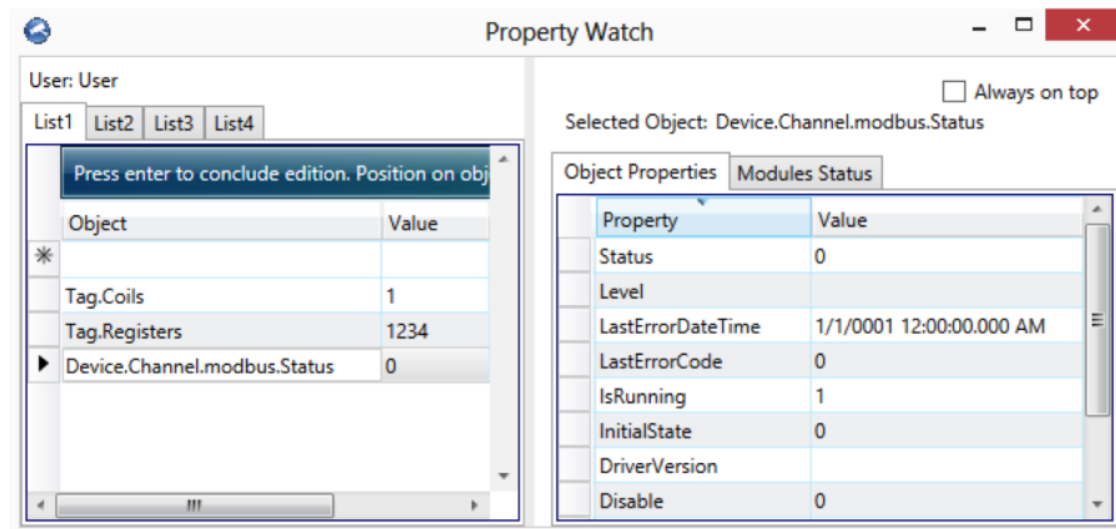 Property Watch
User: User
List1 List2 List3 List4
Press enter to conclude edition. Position on obj
Object Value
Tag.Coils 1
Tag.Registers 1234
Device.Channel.modbus.Status 0
Always on top
Selected Object: Device.Channel.modbus.Status
Object Properties Modules Status
Property Value
Status 0
Level
LastErrorDateTime 1/1/0001 12:00:00.000 AM
LastErrorCode 0
IsRunning 1
InitialState 0
DriverVersion
Disable 0